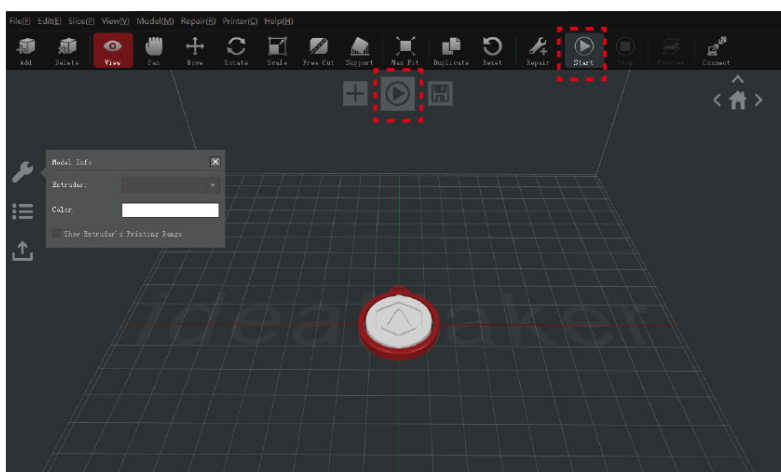 File(F) Edit(E) Slice(P) View(V) Model(M) Repair(R) Printer(C) Help(H)
Add Delete View Pan Move Rotate Scale Free Cut Support Max Fit Duplicate Reset Repair Start Stop Preview Connect
Model Info
Extruder:
Color:
Show Extruder's Printing Range
ideaMaker